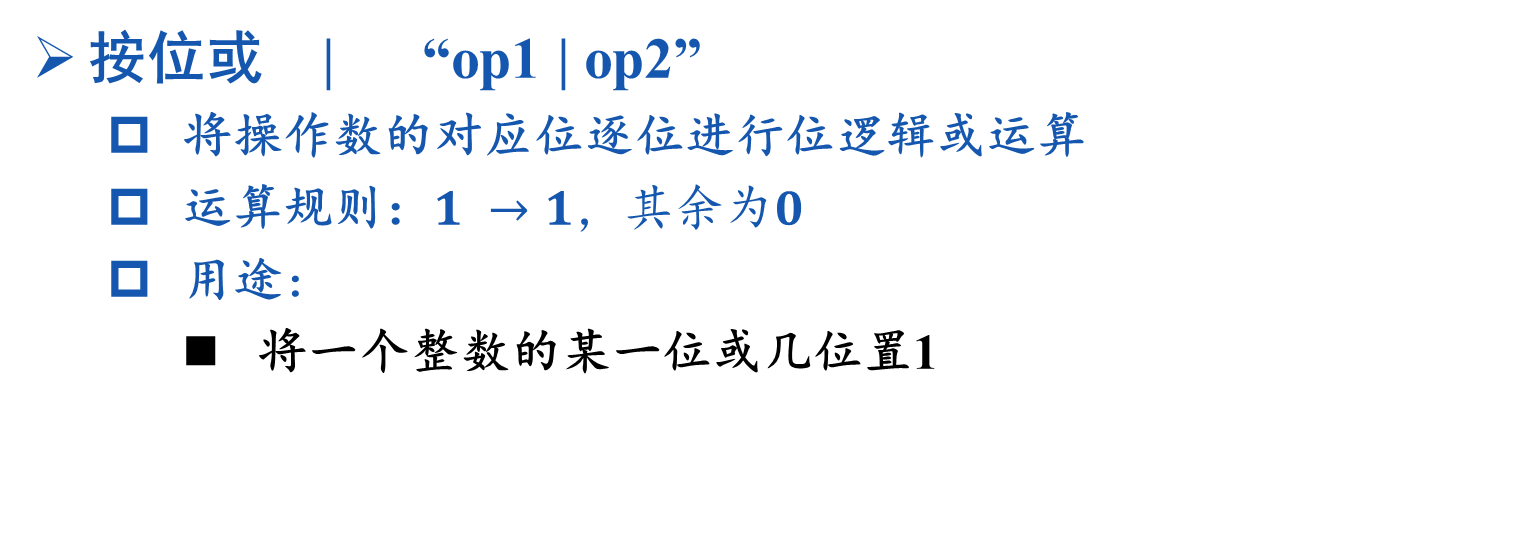 按位或 | “op1 | op2”
将操作数的对应位逐位进行位逻辑或运算
运算规则：1 →1，其余为0
用途：
将一个整数的某一位或几位置1